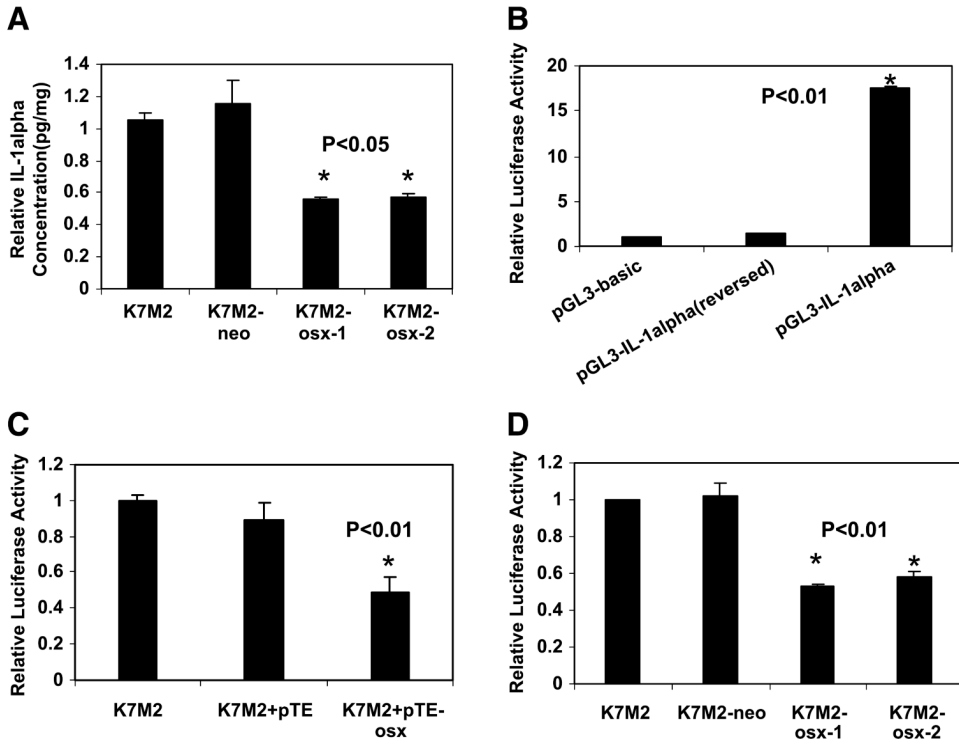 A
Relative IL-1alpha
Concentration(pg/mg)
1.4
1.2
1
0.8
0.6
0.4
0.2
0
P<0.05
*
*
K7M2
K7M2-
neo
K7M2-
osx-1
K7M2-
osx-2
B
Relative Luciferase Activity
20
15
10
5
0
P<0.01
*
pGL3-basic
pGL3-IL-1alpha(reversed)
pGL3-IL-1alpha
C
Relative Luciferase Activity
1.2
1
0.8
0.6
0.4
0.2
0
P<0.01
*
K7M2
K7M2+pTE
K7M2+pTE-
osx
D
Relative Luciferase Activity
1.2
1
0.8
0.6
0.4
0.2
0
P<0.01
*
*
K7M2
K7M2-neo
K7M2-
osx-1
K7M2-
osx-2